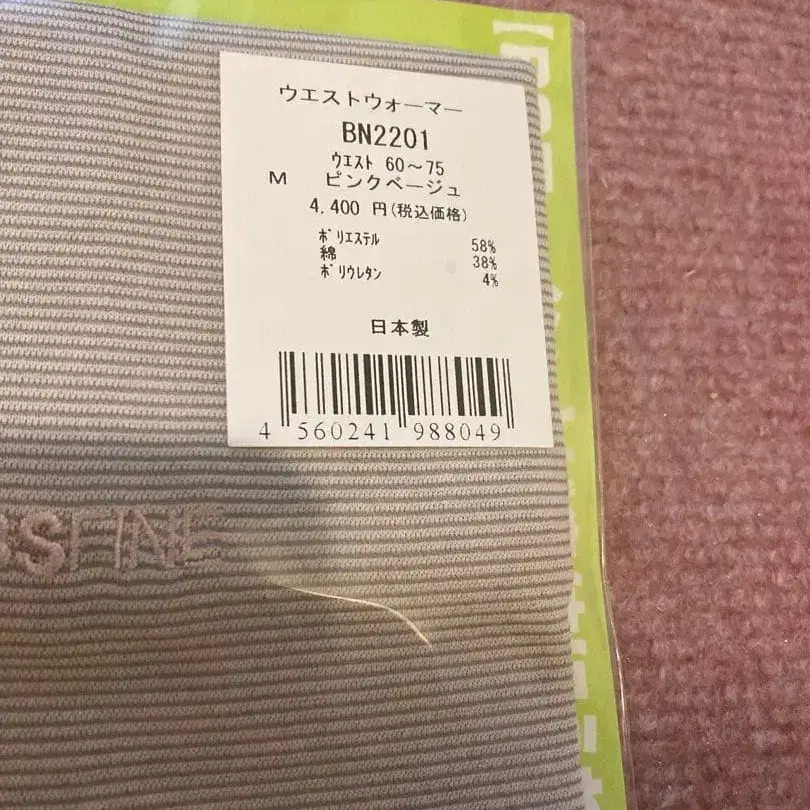 ウエストウォーマー
BN2201
ｳｴｽﾄ 60～75
M ピンクベージュ
4,400 円(税込価格)
ﾎﾟﾘｴｽﾃﾙ 58%
綿 38%
ﾎﾟﾘｳﾚﾀﾝ 4%
日本製
4 560241 988049
SFINE